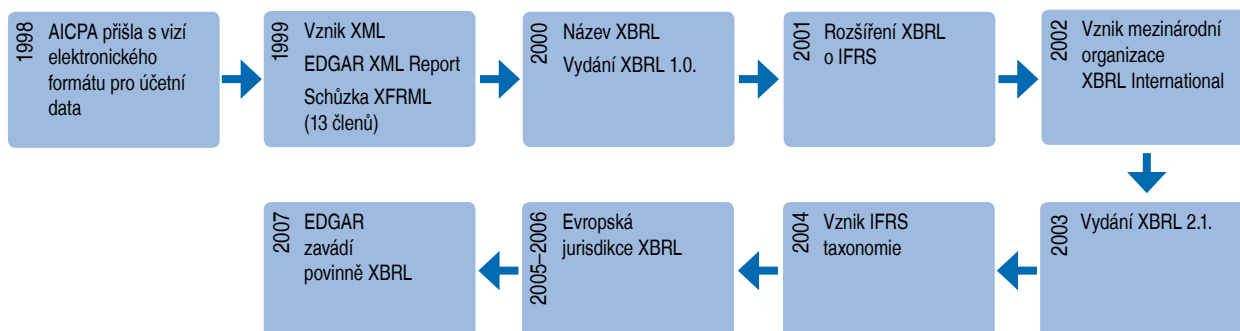 1998
AICPA přišla s vizí
elektronického
formátu pro účetní
data
1999
Vznik XML
EDGAR XML Report
Schůzka XFRML
(13 členů)
2000
Název XBRL
Vydání XBRL 1.0.
2001
Rozšíření XBRL
o IFRS
2002
Vznik mezinárodní
organizace
XBRL International
2003
Vydání XBRL 2.1.
2004
Vznik IFRS
taxonomie
2005–2006
Evropská
jurisdikce XBRL
2007
EDGAR
zavádí
povinně XBRL